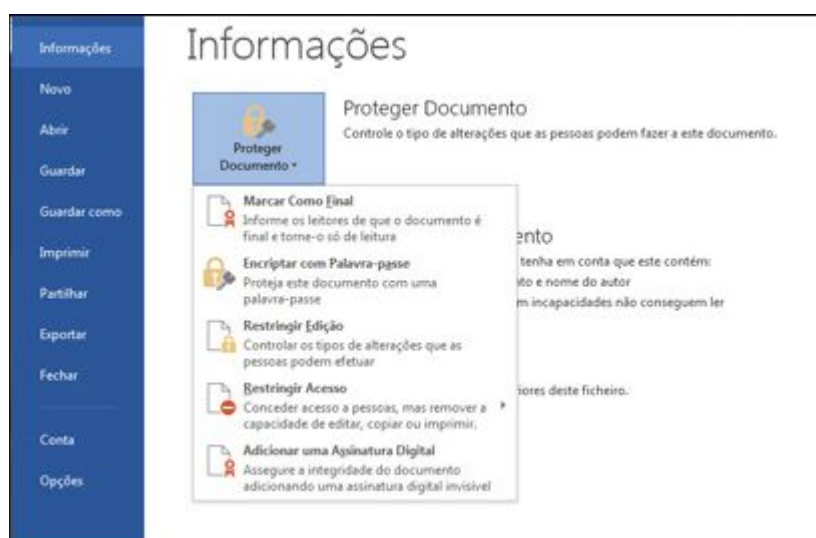 Informações
Novo
Abrir
Guardar
Guardar como
Imprimir
Partilhar
Exportar
Fechar
Conta
Opções
Informações
Proteger Documento
Controle o tipo de alterações que as pessoas podem fazer a este documento.
Proteger
Documento
Marcar Como Final
Informe os leitores de que o documento é
final e torne-o só de leitura
Encriptar com Palavra-passe
Proteja este documento com uma
palavra-passe
Restringir Edição
Controlar os tipos de alterações que as
pessoas podem efetuar
Restringir Acesso
Conceder acesso a pessoas, mas remover a
capacidade de editar, copiar ou imprimir.
Adicionar uma Assinatura Digital
Assegure a integridade do documento
adicionando uma assinatura digital invisível
ento
tenha em conta que este contém:
to e nome do autor
m incapacidades não conseguem ler
iores deste ficheiro.